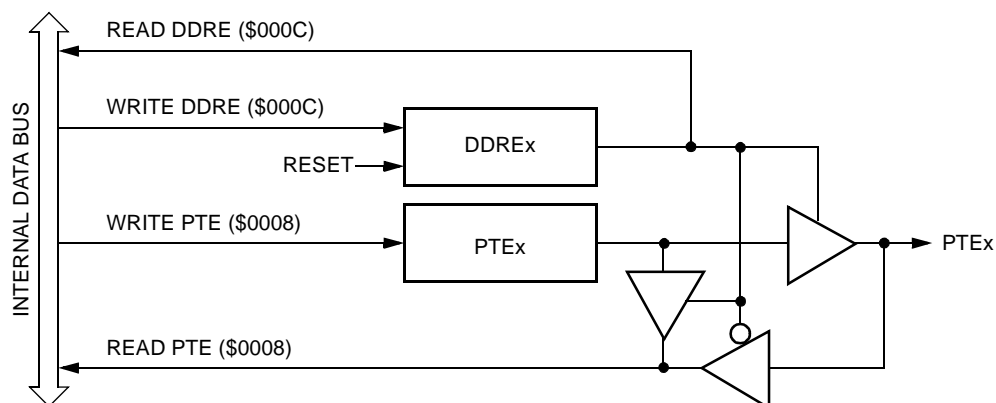 READ DDRE ($000C)
WRITE DDRE ($000C)
DDREx
RESET
WRITE PTE ($0008)
PTEx
PTEx
READ PTE ($0008)
INTERNAL DATA BUS